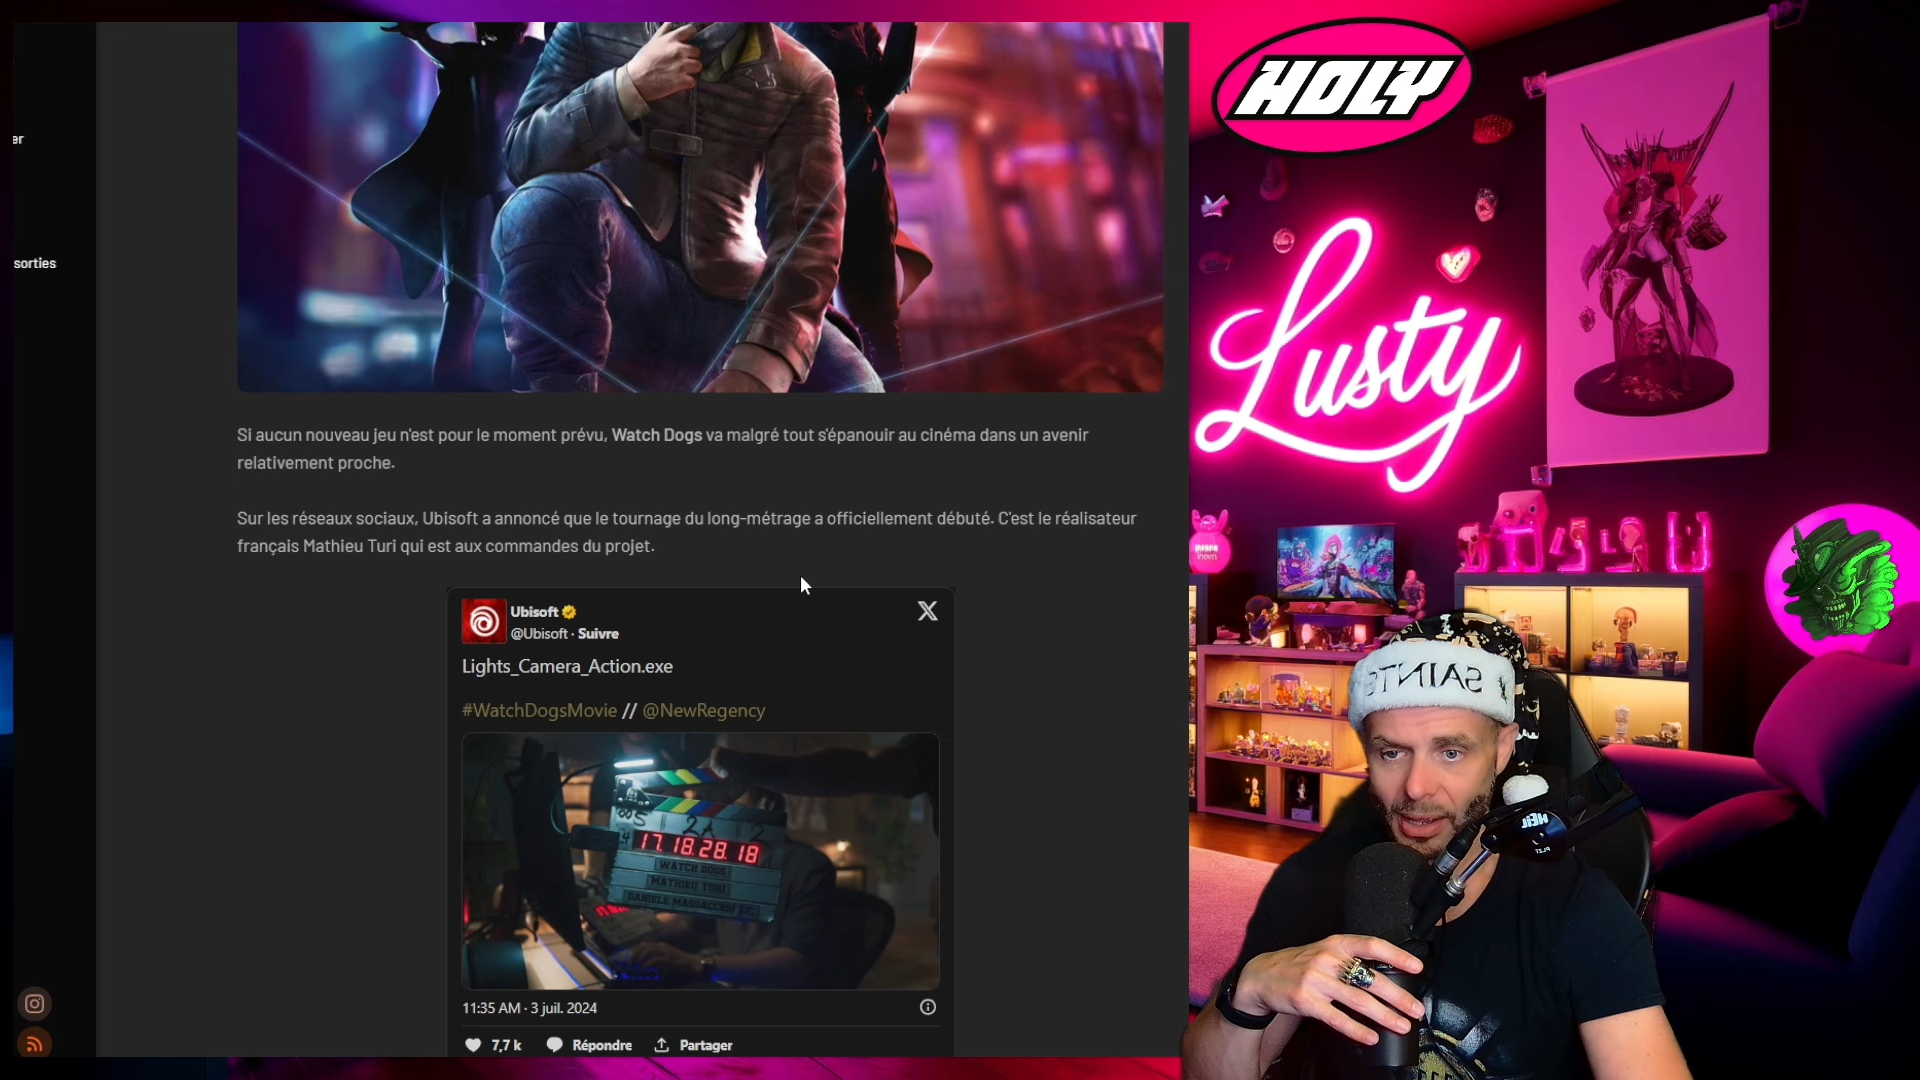 er
sorties
Si aucun nouveau jeu n'est pour le moment prévu, Watch Dogs va malgré tout s'épanouir au cinéma dans un avenir
relativement proche.
Sur les réseaux sociaux, Ubisoft a annoncé que le tournage du long-métrage a officiellement débuté. C'est le réalisateur
français Mathieu Turi qui est aux commandes du projet.
Ubisoft
@Ubisoft · Suivre
Lights_Camera_Action.exe
#WatchDogsMovie // @NewRegency
2A
17.18.28.18
WATCH DOGS
MATHIEU TURI
DANIELE MASSACCESI AIC
11:35 AM · 3 juil. 2024
7,7 k
Répondre
Partager
HOLY
Lusty
SAINTS